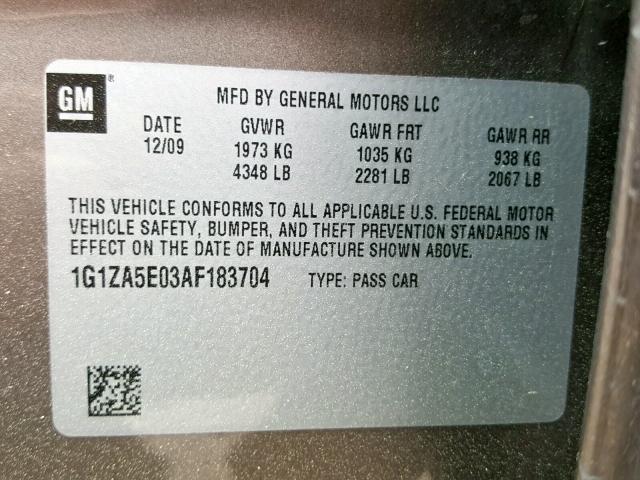 GM ®
MFD BY GENERAL MOTORS LLC
DATE GVWR GAWR FRT GAWR RR
12/09 1973 KG 1035 KG 938 KG
4348 LB 2281 LB 2067 LB
THIS VEHICLE CONFORMS TO ALL APPLICABLE U.S. FEDERAL MOTOR
VEHICLE SAFETY, BUMPER, AND THEFT PREVENTION STANDARDS IN
EFFECT ON THE DATE OF MANUFACTURE SHOWN ABOVE.
1G1ZA5E03AF183704 TYPE: PASS CAR